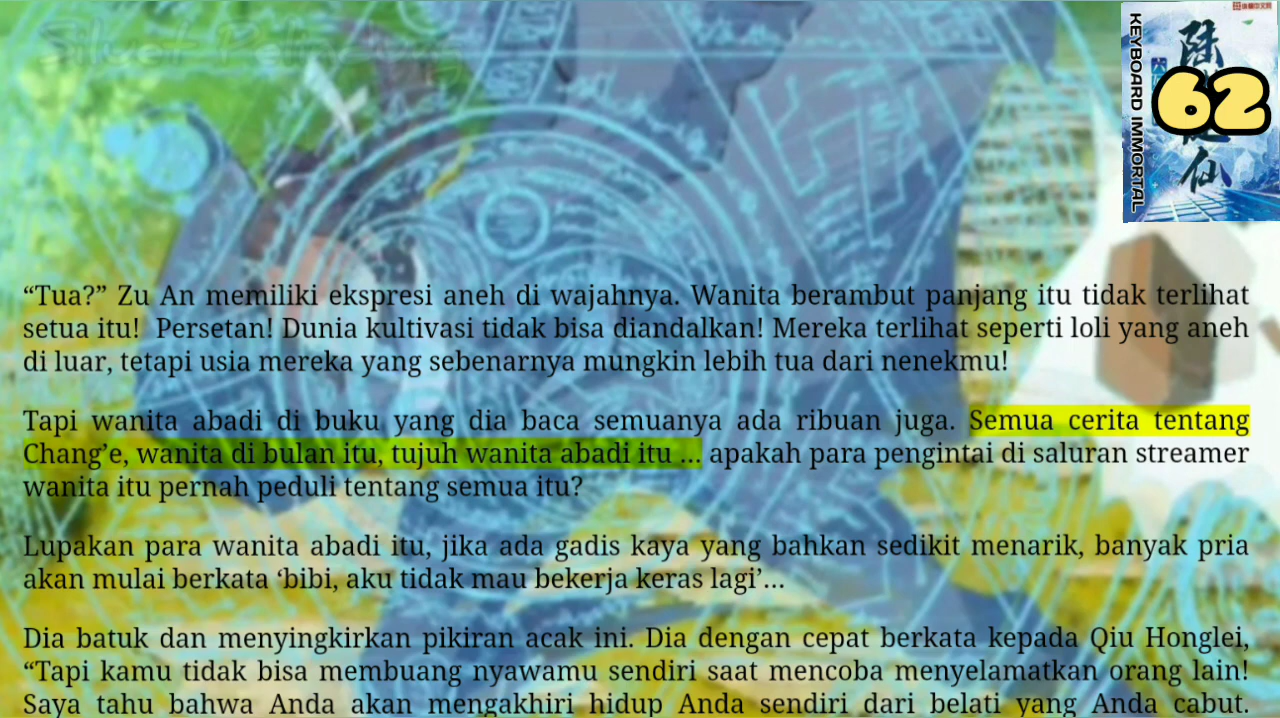 Silver Pelin
KEYBOARD IMMORTAL
陆
仙
62
“Tua?” Zu An memiliki ekspresi aneh di wajahnya. Wanita berambut panjang itu tidak terlihat
setua itu! Persetan! Dunia kultivasi tidak bisa diandalkan! Mereka terlihat seperti loli yang aneh
di luar, tetapi usia mereka yang sebenarnya mungkin lebih tua dari nenekmu!
Tapi wanita abadi di buku yang dia baca semuanya ada ribuan juga. Semua cerita tentang
Chang’e, wanita di bulan itu, tujuh wanita abadi itu ... apakah para pengintai di saluran streamer
wanita itu pernah peduli tentang semua itu?
Lupakan para wanita abadi itu, jika ada gadis kaya yang bahkan sedikit menarik, banyak pria
akan mulai berkata ‘bibi, aku tidak mau bekerja keras lagi’...
Dia batuk dan menyingkirkan pikiran acak ini. Dia dengan cepat berkata kepada Qiu Honglei,
“Tapi kamu tidak bisa membuang nyawamu sendiri saat mencoba menyelamatkan orang lain!
Saya tahu bahwa Anda akan mengakhiri hidup Anda sendiri dari belati yang Anda cabut.